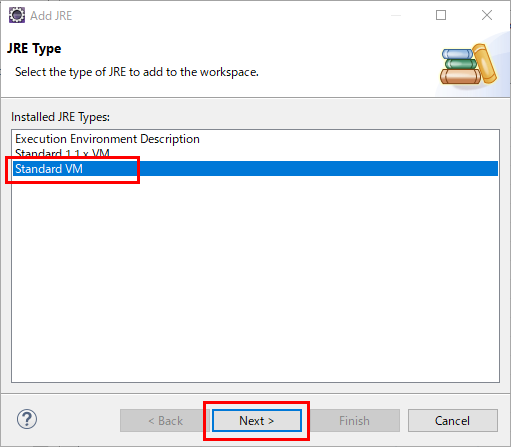 Add JRE
JRE Type
Select the type of JRE to add to the workspace.
Installed JRE Types:
Execution Environment Description
Standard 1.1.x VM
Standard VM
?
< Back
Next >
Finish
Cancel